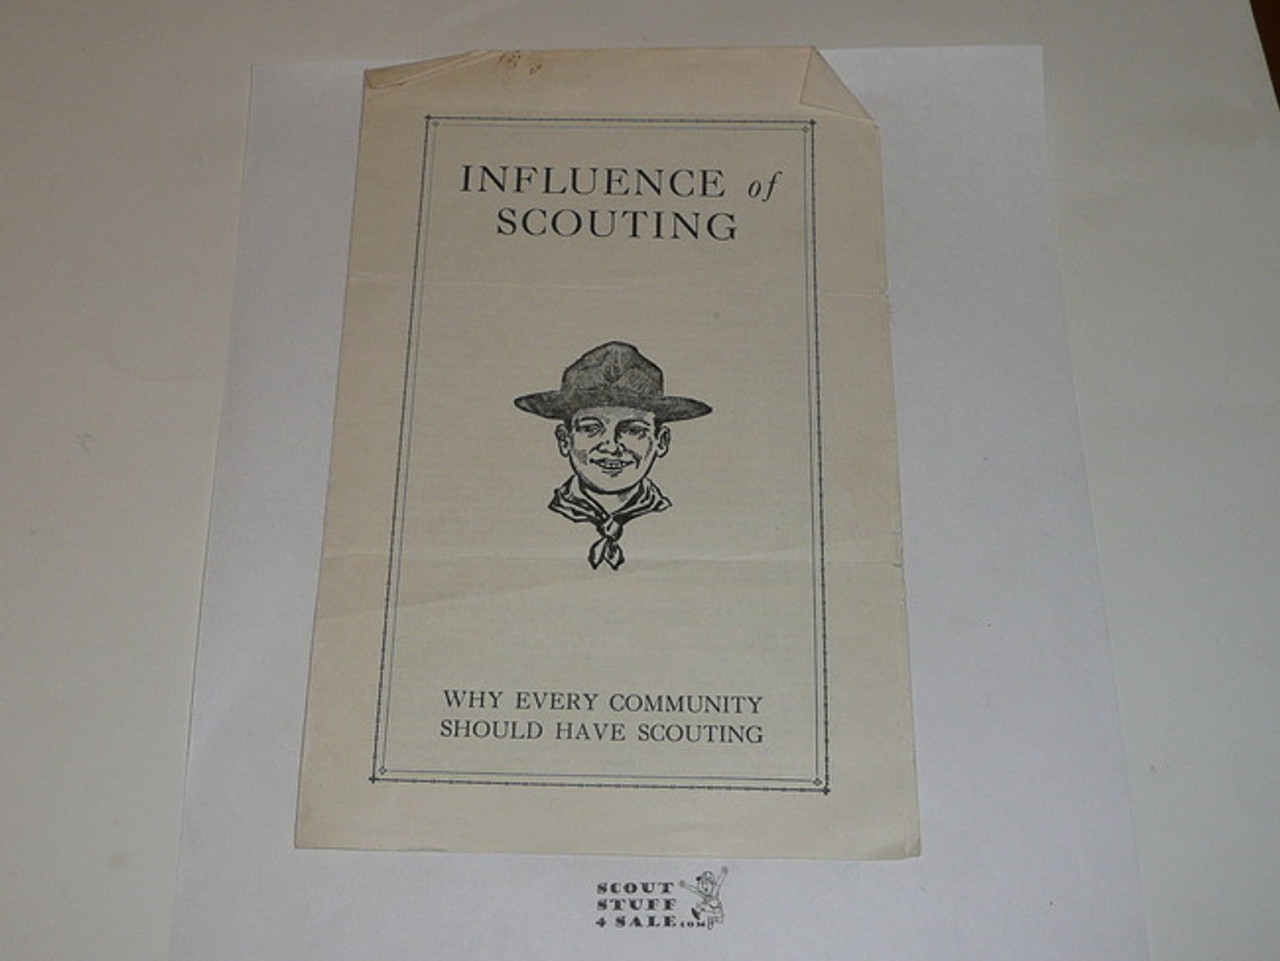 INFLUENCE of
SCOUTING
WHY EVERY COMMUNITY
SHOULD HAVE SCOUTING
SCOUT
STUFF
4 SALE.COM